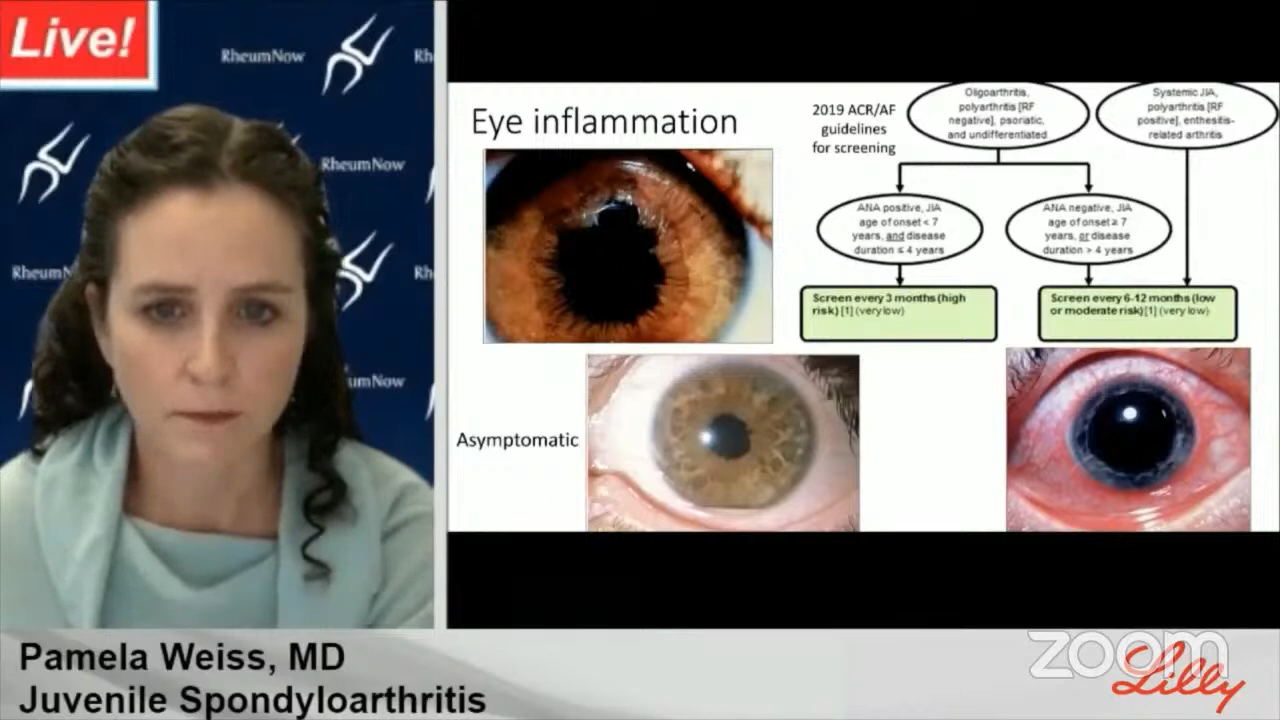 Live!
RheumNow
Rh
RheumNow
RheumN
Rh
umNow
Eye inflammation
2019 ACR/AF
guidelines
for screening
Oligoarthritis,
polyarthritis [RF
negative], psoriatic,
and undifferentiated
Systemic JIA,
polyarthritis [RF
positive], enthesitis-
related arthritis
ANA positive, JIA
age of onset < 7
years, and disease
duration ≤ 4 years
ANA negative, JIA
age of onset ≥ 7
years, or disease
duration > 4 years
Screen every 3 months (high
risk) [1] (very low)
Screen every 6-12 months (low
or moderate risk)[1] (very low)
Asymptomatic
Pamela Weiss, MD
Juvenile Spondyloarthritis
zoom
Lilly